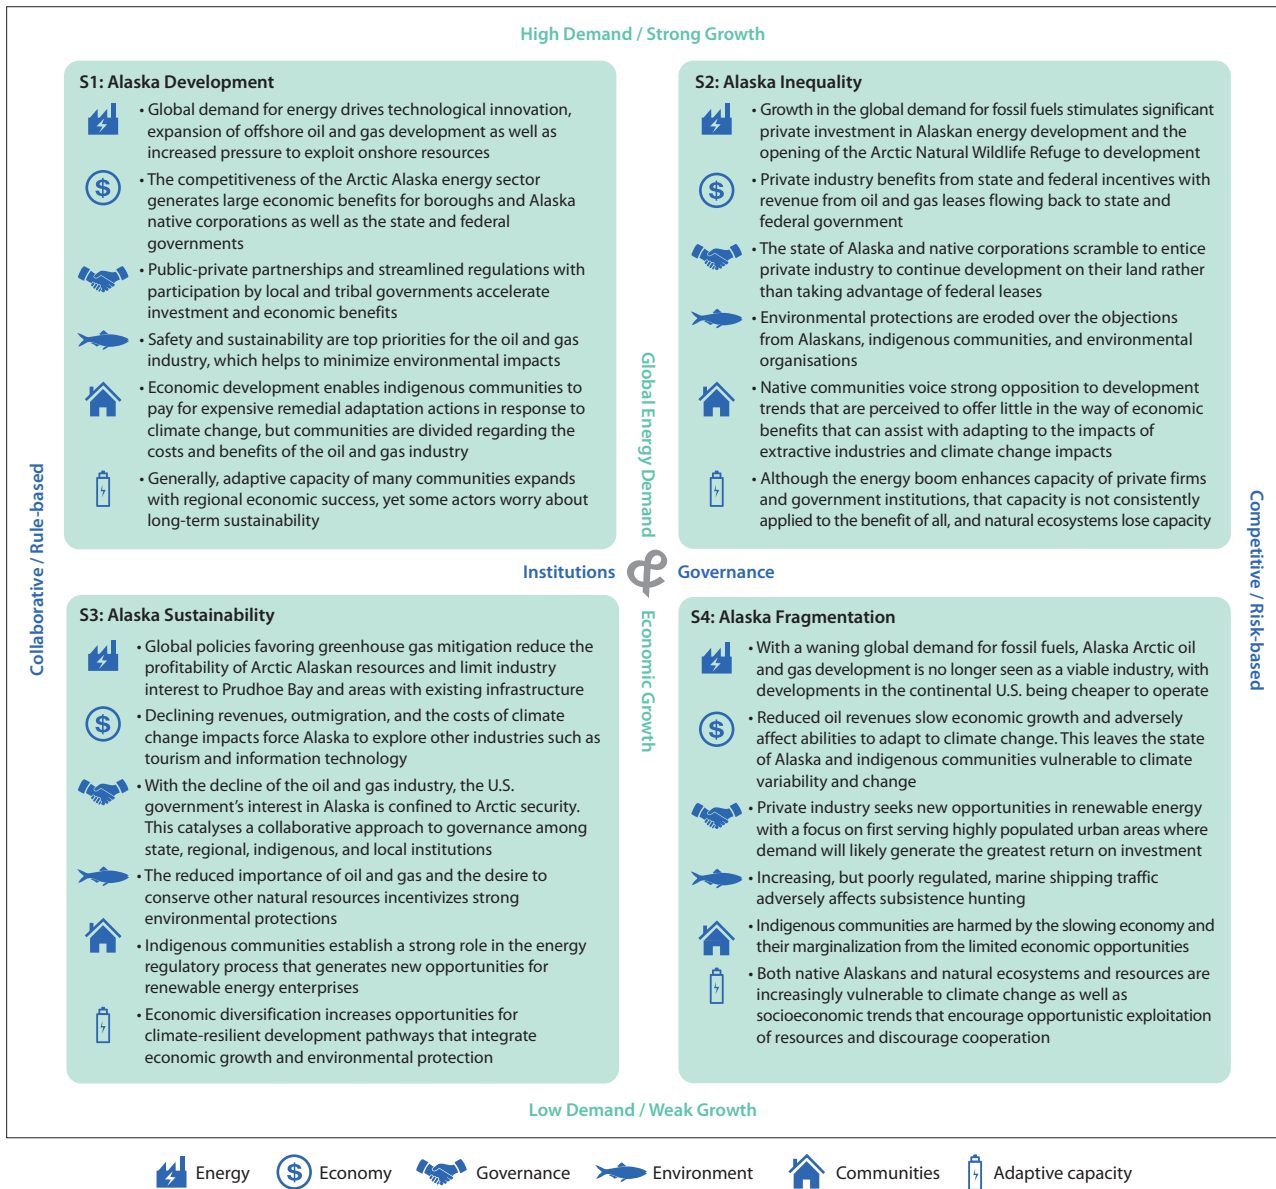 High Demand / Strong Growth
S1: Alaska Development
• Global demand for energy drives technological innovation,
expansion of offshore oil and gas development as well as
increased pressure to exploit onshore resources
• The competitiveness of the Arctic Alaska energy sector
generates large economic benefits for boroughs and Alaska
native corporations as well as the state and federal
governments
• Public-private partnerships and streamlined regulations with
participation by local and tribal governments accelerate
investment and economic benefits
• Safety and sustainability are top priorities for the oil and gas
industry, which helps to minimize environmental impacts
• Economic development enables indigenous communities to
pay for expensive remedial adaptation actions in response to
climate change, but communities are divided regarding the
costs and benefits of the oil and gas industry
• Generally, adaptive capacity of many communities expands
with regional economic success, yet some actors worry about
long-term sustainability
S2: Alaska Inequality
• Growth in the global demand for fossil fuels stimulates significant
private investment in Alaskan energy development and the
opening of the Arctic Natural Wildlife Refuge to development
• Private industry benefits from state and federal incentives with
revenue from oil and gas leases flowing back to state and
federal government
• The state of Alaska and native corporations scramble to entice
private industry to continue development on their land rather
than taking advantage of federal leases
• Environmental protections are eroded over the objections
from Alaskans, indigenous communities, and environmental
organisations
• Native communities voice strong opposition to development
trends that are perceived to offer little in the way of economic
benefits that can assist with adapting to the impacts of
extractive industries and climate change impacts
• Although the energy boom enhances capacity of private firms
and government institutions, that capacity is not consistently
applied to the benefit of all, and natural ecosystems lose capacity
Global Energy Demand
Collaborative / Rule-based
Institutions & Governance
Competitive / Risk-based
Economic Growth
S3: Alaska Sustainability
• Global policies favoring greenhouse gas mitigation reduce the
profitability of Arctic Alaskan resources and limit industry
interest to Prudhoe Bay and areas with existing infrastructure
• Declining revenues, outmigration, and the costs of climate
change impacts force Alaska to explore other industries such as
tourism and information technology
• With the decline of the oil and gas industry, the U.S.
government’s interest in Alaska is confined to Arctic security.
This catalyses a collaborative approach to governance among
state, regional, indigenous, and local institutions
• The reduced importance of oil and gas and the desire to
conserve other natural resources incentivizes strong
environmental protections
• Indigenous communities establish a strong role in the energy
regulatory process that generates new opportunities for
renewable energy enterprises
• Economic diversification increases opportunities for
climate-resilient development pathways that integrate
economic growth and environmental protection
S4: Alaska Fragmentation
• With a waning global demand for fossil fuels, Alaska Arctic oil
and gas development is no longer seen as a viable industry, with
developments in the continental U.S. being cheaper to operate
• Reduced oil revenues slow economic growth and adversely
affect abilities to adapt to climate change. This leaves the state
of Alaska and indigenous communities vulnerable to climate
variability and change
• Private industry seeks new opportunities in renewable energy
with a focus on first serving highly populated urban areas where
demand will likely generate the greatest return on investment
• Increasing, but poorly regulated, marine shipping traffic
adversely affects subsistence hunting
• Indigenous communities are harmed by the slowing economy and
their marginalization from the limited economic opportunities
• Both native Alaskans and natural ecosystems and resources are
increasingly vulnerable to climate change as well as
socioeconomic trends that encourage opportunistic exploitation
of resources and discourage cooperation
Low Demand / Weak Growth
Energy
Economy
Governance
Environment
Communities
Adaptive capacity